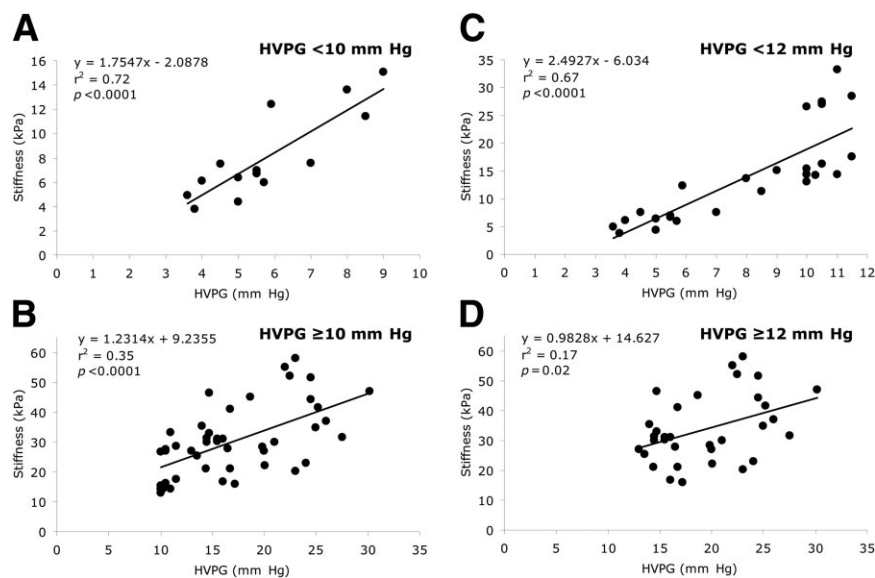 A
HVPG <10 mm Hg
y = 1.7547x - 2.0878
r² = 0.72
p <0.0001
16
14
12
10
8
6
4
2
0
Stiffness (kPa)
0 1 2 3 4 5 6 7 8 9 10
HVPG (mm Hg)
B
HVPG ≥10 mm Hg
y = 1.2314x + 9.2355
r² = 0.35
p <0.0001
60
50
40
30
20
10
0
Stiffness (kPa)
0 5 10 15 20 25 30 35
HVPG (mm Hg)
C
HVPG <12 mm Hg
y = 2.4927x - 6.034
r² = 0.67
p <0.0001
35
30
25
20
15
10
5
0
Stiffness (kPa)
0 1 2 3 4 5 6 7 8 9 10 11 12
HVPG (mm Hg)
D
HVPG ≥12 mm Hg
y = 0.9828x + 14.627
r² = 0.17
p = 0.02
60
50
40
30
20
10
0
Stiffness (kPa)
0 5 10 15 20 25 30 35
HVPG (mm Hg)